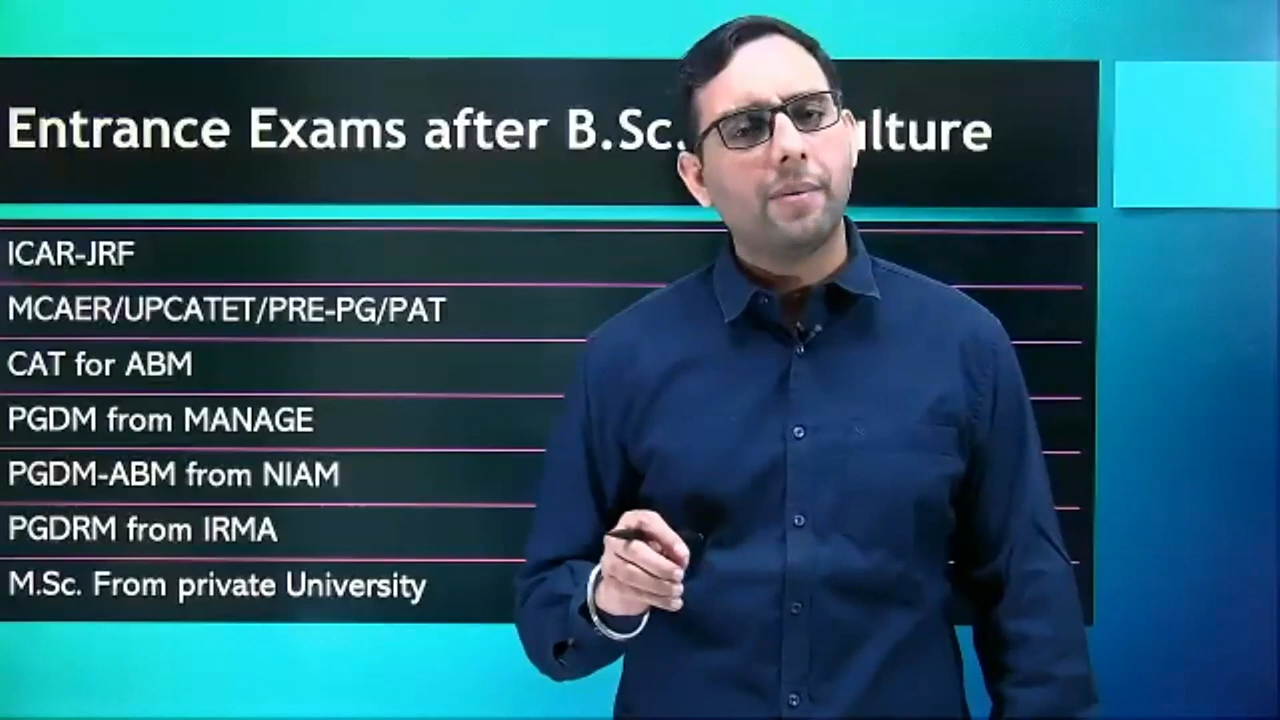 Entrance Exams after B.Sc. ulture
ICAR-JRF
MCAER/UPCATET/PRE-PG/PAT
CAT for ABM
PGDM from MANAGE
PGDM-ABM from NIAM
PGDRM from IRMA
M.Sc. From private University